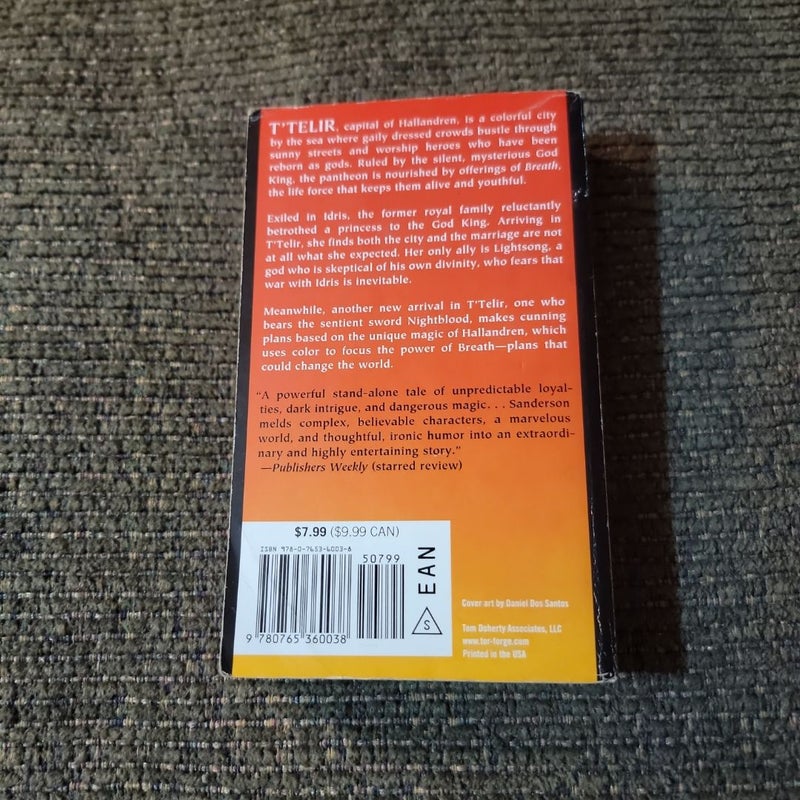 T'TELIR, capital of Hallandren, is a colorful city
by the sea where gaily dressed crowds bustle through
sunny streets and worship heroes who have been
reborn as gods. Ruled by the silent, mysterious God
King, the pantheon is nourished by offerings of Breath,
the life force that keeps them alive and youthful.
Exiled in Idris, the former royal family reluctantly
betrothed a princess to the God King. Arriving in
T'Telir, she finds both the city and the marriage are not
at all what she expected. Her only ally is Lightsong, a
god who is skeptical of his own divinity, who fears that
war with Idris is inevitable.
Meanwhile, another new arrival in T'Telir, one who
bears the sentient sword Nightblood, makes cunning
plans based on the unique magic of Hallandren, which
uses color to focus the power of Breath—plans that
could change the world.
"A powerful stand-alone tale of unpredictable loyal-
ties, dark intrigue, and dangerous magic. . . Sanderson
melds complex, believable characters, a marvelous
world, and thoughtful, ironic humor into an extraordi-
nary and highly entertaining story."
—Publishers Weekly (starred review)
$7.99 ($9.99 CAN)
ISBN 978-0-7653-6003-8
50799
EAN
S
9 780765 360038
Cover art by Daniel Dos Santos
Tom Doherty Associates, LLC
www.tor-forge.com
Printed in the USA